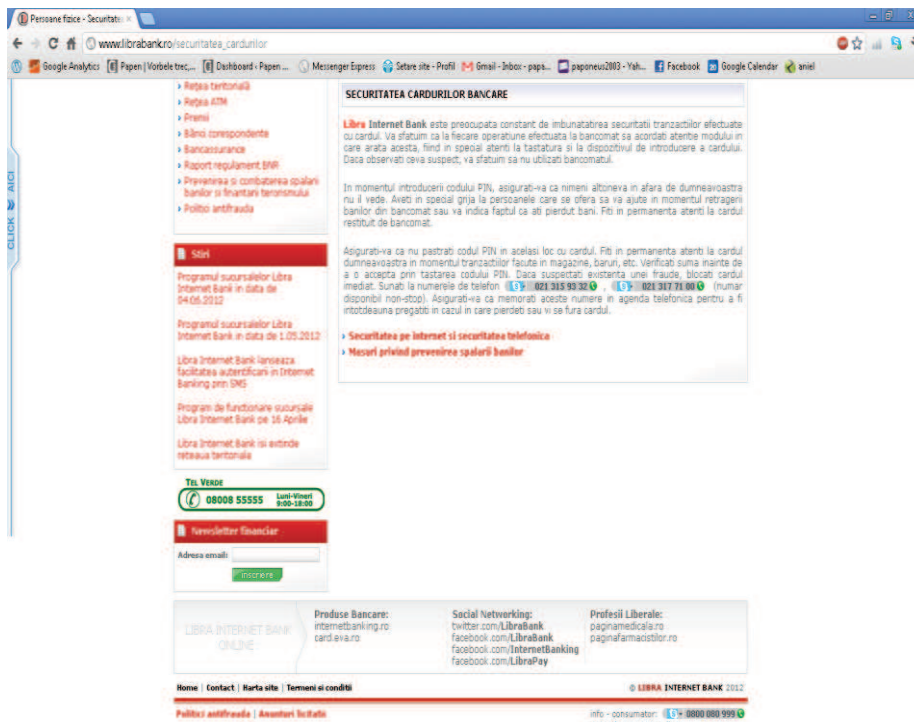 Persoane fizice - Securitate
www.librabank.ro/securitatea_cardurilor
Google Analytics
Papen | Vorbele trec,...
Dashboard ‹ Papen ...
Messenger Express
Setare site - Profil
Gmail - Inbox - papa...
paponeus2003 - Yah...
Facebook
Google Calendar
aniel
CLICK
AICI
› Reţea teritorială
› Reţea ATM
› Premii
› Bănci corespondente
› Bancassurance
› Raport regulament BNR
› Prevenirea si combaterea spalarii
banilor si finantarii terorismului
› Politici antifrauda
Stiri
Programul sucursalelor Libra
Internet Bank in data de
04.06.2012
Programul sucursalelor Libra
Internet Bank in data de 1.05.2012
Libra Internet Bank lanseaza
facilitatea autentificarii in Internet
Banking prin SMS
Program de functionare sucursale
Libra Internet Bank pe 16 Aprilie
Libra Internet Bank isi extinde
reteaua teritoriala
TEL VERDE
08008 55555
Luni-Vineri
9:00-18:00
Newsletter financiar
Adresa email:
inscriere
SECURITATEA CARDURILOR BANCARE
Libra Internet Bank este preocupata constant de imbunatatirea securitatii tranzactiilor efectuate
cu cardul. Va sfatuim ca la fiecare operatiune efectuata la bancomat sa acordati atentie modului in
care arata acesta, fiind in special atenti la tastatura si la dispozitivul de introducere a cardului.
Daca observati ceva suspect, va sfatuim sa nu utilizati bancomatul.
In momentul introducerii codului PIN, asigurati-va ca nimeni altoneva in afara de dumneavoastra
nu il vede. Aveti in special grija la persoanele care se ofera sa va ajute in momentul retragerii
banilor din bancomat sau va indica faptul ca ati pierdut bani. Fiti in permanenta atenti la cardul
restituit de bancomat.
Asigurati-va ca nu pastrati codul PIN in acelasi loc cu cardul. Fiti in permanenta atenti la cardul
dumneavoastra in momentul tranzactiilor facute in magazine, baruri, etc. Verificati suma inainte de
a o accepta prin tastarea codului PIN. Daca suspectati existenta unei fraude, blocati cardul
imediat. Sunati la numerele de telefon 021 315 93 32 , 021 317 71 00 (numar
disponibil non-stop). Asigurati-va ca memorati aceste numere in agenda telefonica pentru a fi
intotdeauna pregatiti in cazul in care pierdeti sau vi se fura cardul.
› Securitatea pe internet si securitatea telefonica
› Masuri privind prevenirea spalarii banilor
LIBRA INTERNET BANK
ONLINE
Produse Bancare:
internetbanking.ro
card.eva.ro
Social Networking:
twitter.com/LibraBank
facebook.com/LibraBank
facebook.com/InternetBanking
facebook.com/LibraPay
Profesii Liberale:
paginamedicala.ro
paginafarmacistilor.ro
Home | Contact | Harta site | Termeni si conditii
© LIBRA INTERNET BANK 2012
Politici antifrauda | Anunturi licitatii
info - consumator: 0800 080 999